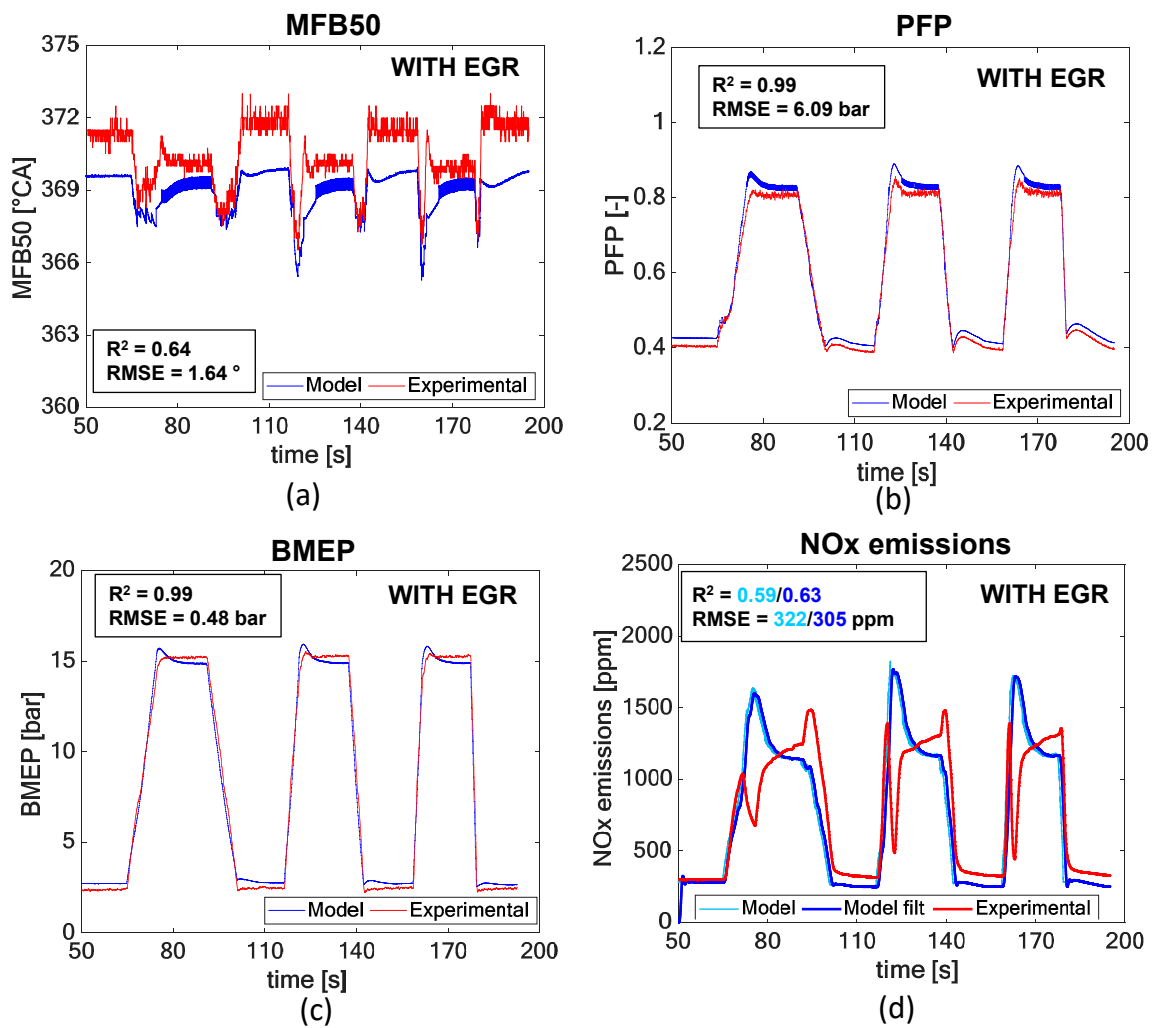 MFB50
WITH EGR
MFB50 [°CA]
375
372
369
366
363
360
R² = 0.64
RMSE = 1.64 °
Model
Experimental
50
80
110
140
170
200
time [s]
(a)
PFP
WITH EGR
PFP [-]
1.2
1
0.8
0.6
0.4
0.2
R² = 0.99
RMSE = 6.09 bar
Model
Experimental
50
80
110
140
170
200
time [s]
(b)
BMEP
WITH EGR
BMEP [bar]
20
15
10
5
0
R² = 0.99
RMSE = 0.48 bar
Model
Experimental
50
80
110
140
170
200
time [s]
(c)
NOx emissions
WITH EGR
NOx emissions [ppm]
2500
2000
1500
1000
500
0
R² = 0.59/0.63
RMSE = 322/305 ppm
Model
Model filt
Experimental
50
80
110
140
170
200
time [s]
(d)